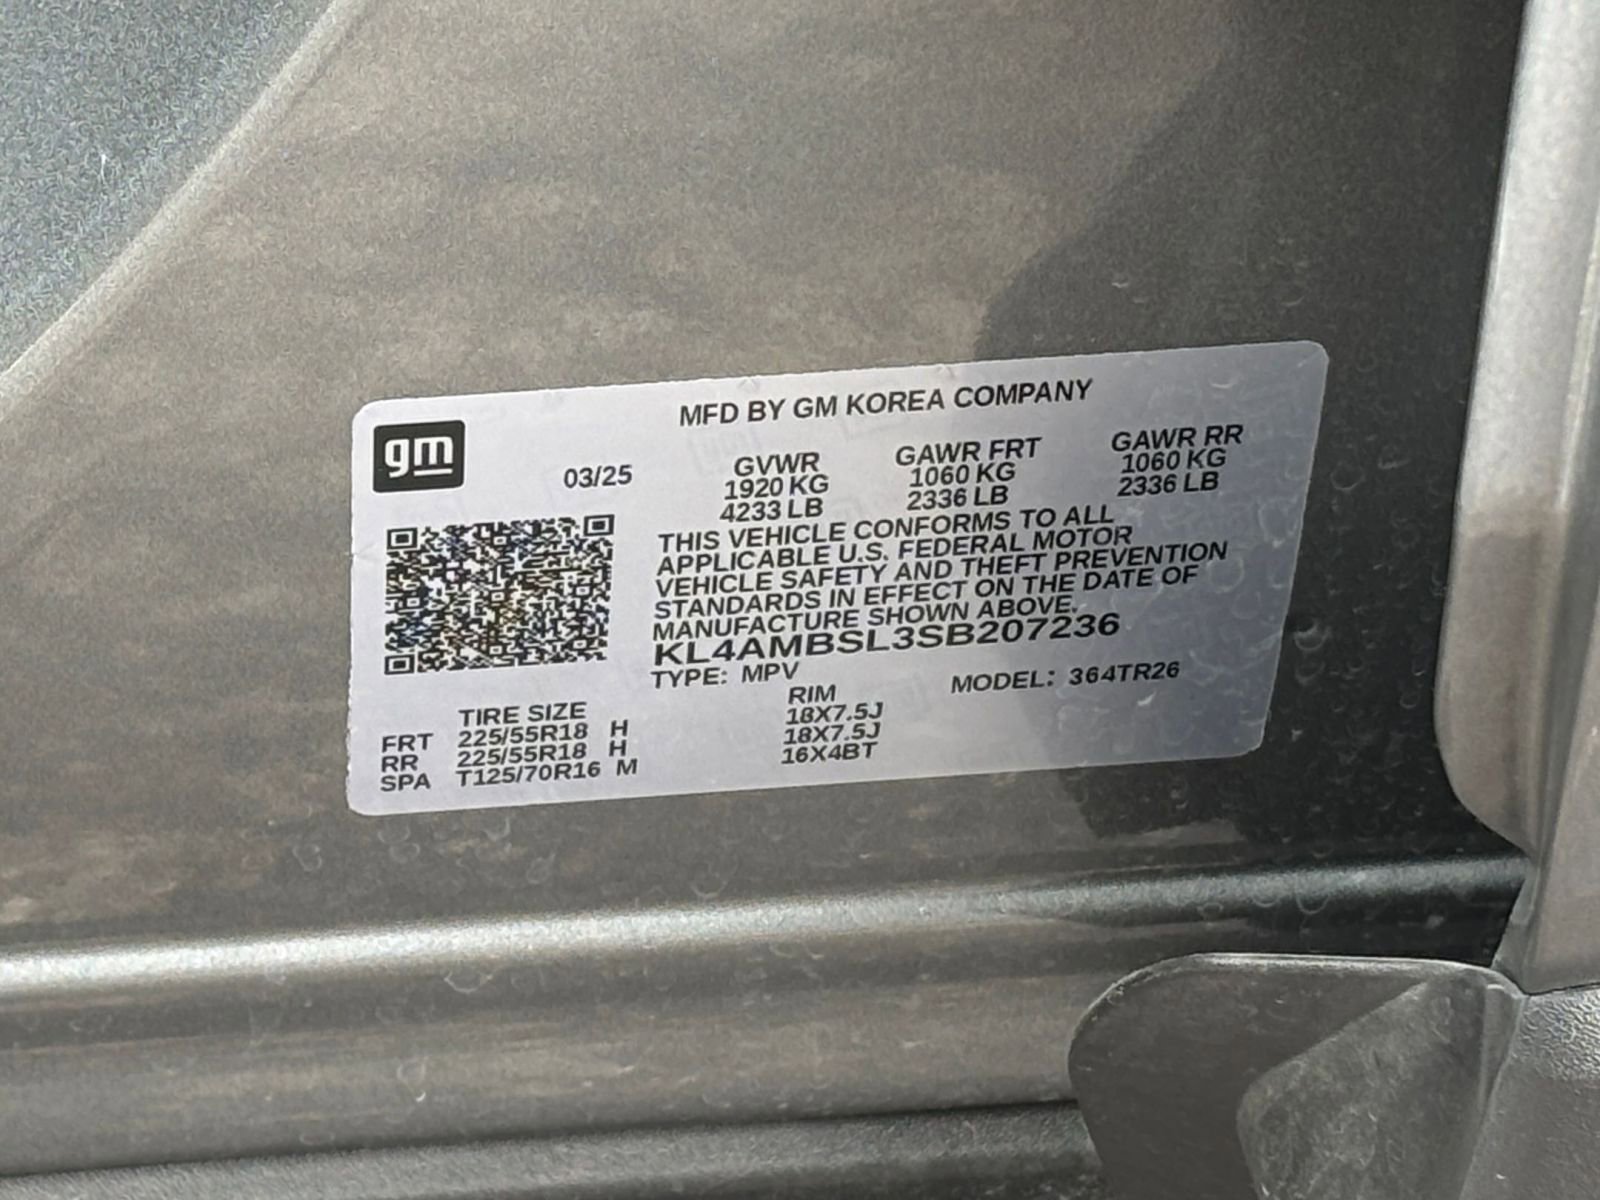 MFD BY GM KOREA COMPANY
gm
03/25
GVWR GAWR FRT GAWR RR
1920 KG 1060 KG 1060 KG
4233 LB 2336 LB 2336 LB
THIS VEHICLE CONFORMS TO ALL
APPLICABLE U.S. FEDERAL MOTOR
VEHICLE SAFETY AND THEFT PREVENTION
STANDARDS IN EFFECT ON THE DATE OF
MANUFACTURE SHOWN ABOVE.
KL4AMBSL3SB207236
TYPE: MPV MODEL: 364TR26
TIRE SIZE RIM
FRT 225/55R18 H 18X7.5J
RR 225/55R18 H 18X7.5J
SPA T125/70R16 M 16X4BT